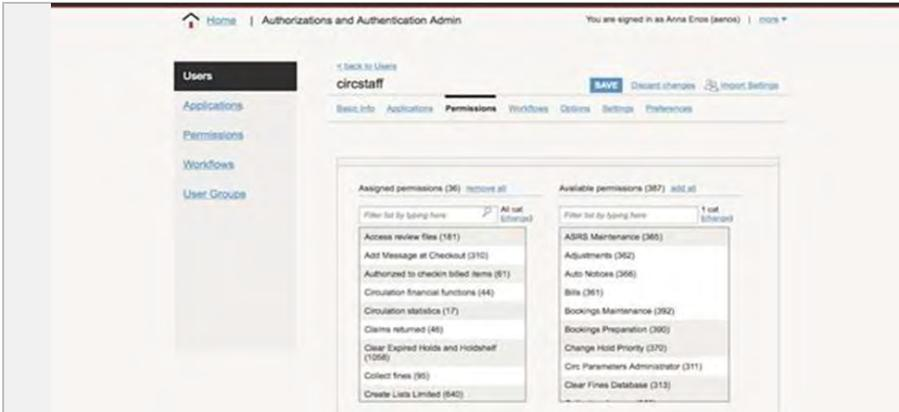 Home | Authorizations and Authentication Admin
You are signed in as Anna Enos (aenos) | more
Users
Applications
Permissions
Workflows
User Groups
< back to Users
circstaff
SAVE Discard changes Import Settings
Basic Info Applications Permissions Workflows Options Settings Preferences
Assigned permissions (36) remove all
Filter list by typing here
All cat
(change)
Access review files (181)
Add Message at Checkout (310)
Authorized to checkin billed items (61)
Circulation financial functions (44)
Circulation statistics (17)
Claims returned (46)
Clear Expired Holds and Holdshelf
(1058)
Collect fines (95)
Create Lists Limited (640)
Available permissions (387) add all
Filter list by typing here
1 cat
(change)
ASRS Maintenance (365)
Adjustments (362)
Auto Notices (366)
Bills (361)
Bookings Maintenance (392)
Bookings Preparation (390)
Change Hold Priority (370)
Circ Parameters Administrator (311)
Clear Fines Database (313)